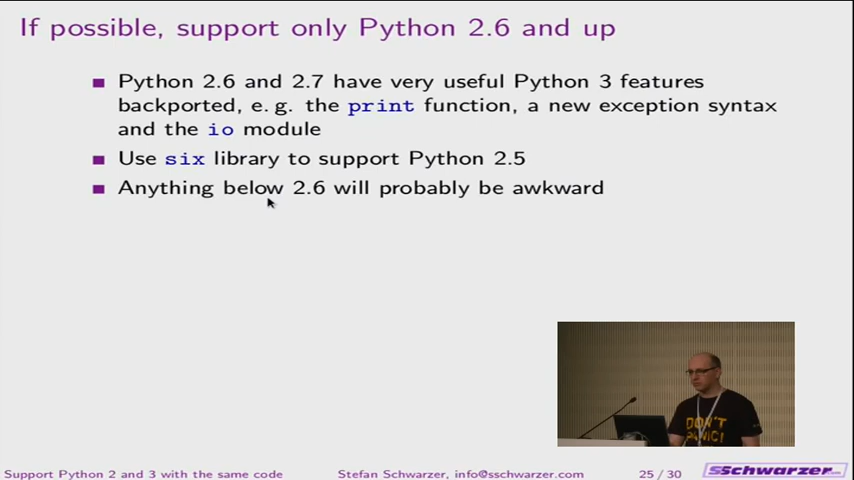 If possible, support only Python 2.6 and up
Python 2.6 and 2.7 have very useful Python 3 features
backported, e. g. the print function, a new exception syntax
and the io module
Use six library to support Python 2.5
Anything below 2.6 will probably be awkward
DON'T
PANIC!
Support Python 2 and 3 with the same code
Stefan Schwarzer, info@sschwarzer.com
25 / 30
SSchwarzer.com